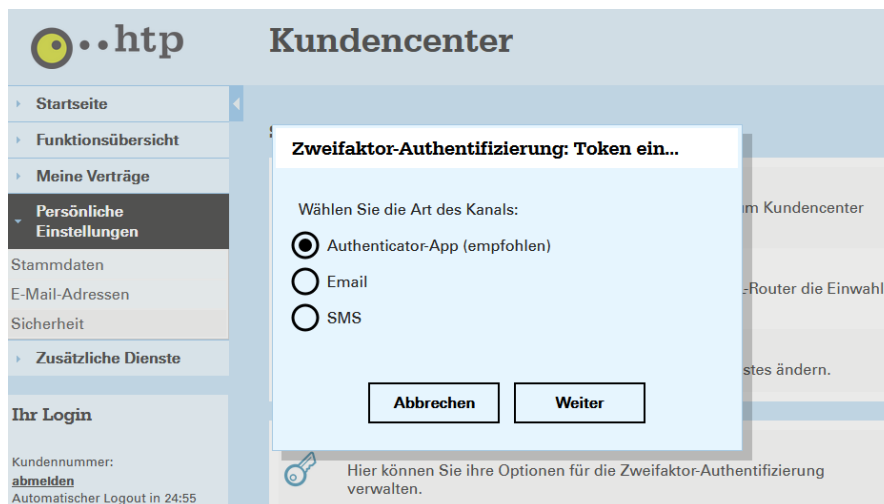 htp
Kundencenter
Startseite
Funktionsübersicht
Meine Verträge
Persönliche
Einstellungen
Stammdaten
E-Mail-Adressen
Sicherheit
Zusätzliche Dienste
Ihr Login
Kundennummer:
abmelden
Automatischer Logout in 24:55
Zweifaktor-Authentifizierung: Token ein...
Wählen Sie die Art des Kanals:
Authenticator-App (empfohlen)
Email
SMS
Abbrechen
Weiter
Kundencenter
-Router die Einwahl
ändern.
Hier können Sie ihre Optionen für die Zweifaktor-Authentifizierung
verwalten.